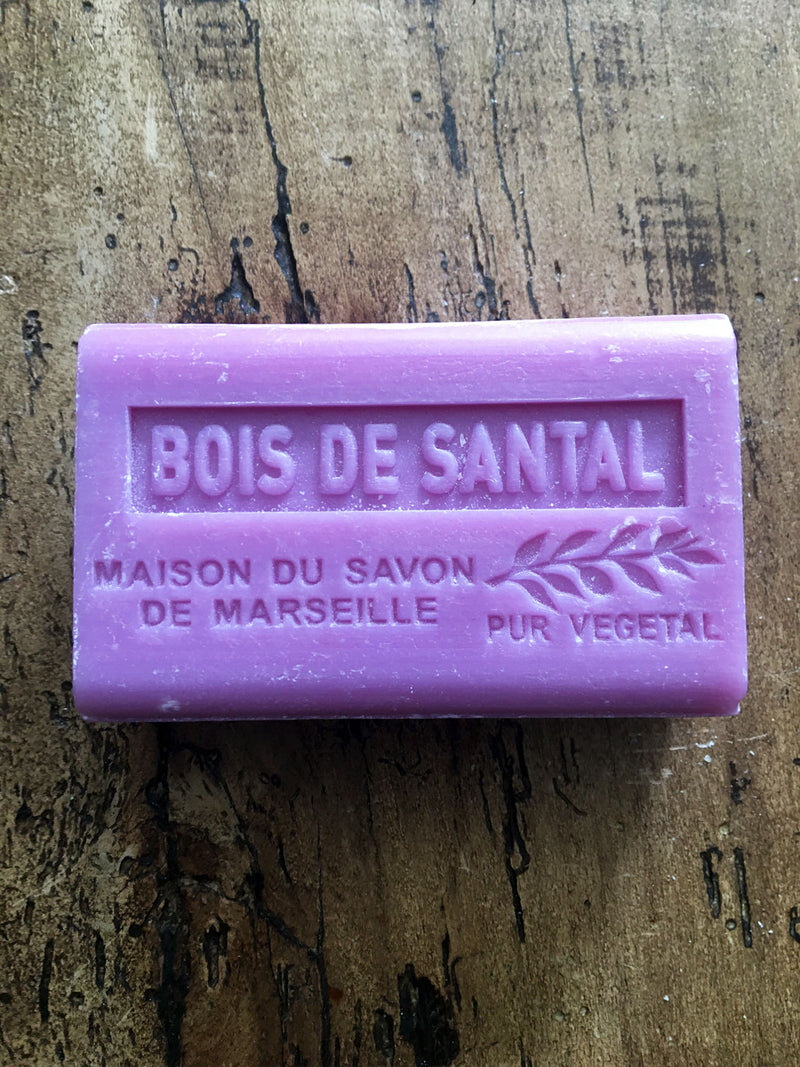 BOIS DE SANTAL
MAISON DU SAVON
DE MARSEILLE
PUR VEGETAL